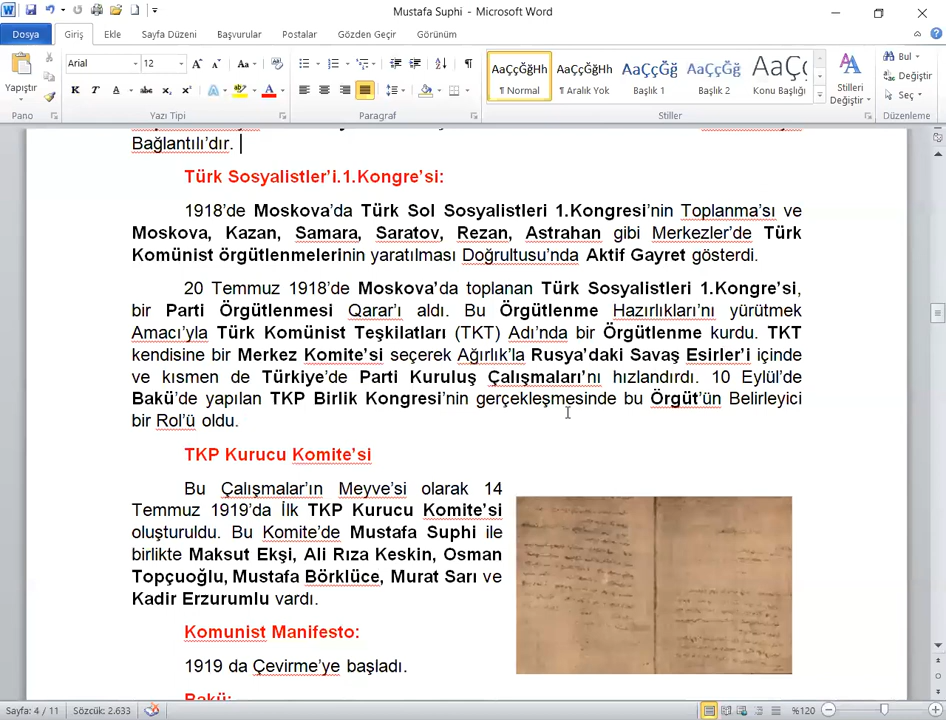 Mustafa Suphi - Microsoft Word
Dosya Giriş Ekle Sayfa Düzeni Başvurular Postalar Gözden Geçir Görünüm
Arial 12
Yapıştır
AaÇçĞğHh AaÇçĞğHh AaÇçĞğ AaÇçĞğ AaÇç
¶ Normal ¶ Aralık Yok Başlık 1 Başlık 2 Konu Başlığı
Stilleri Değiştir
Bul
Değiştir
Seç
Pano Yazı Tipi Paragraf Stiller Düzenleme
Bağlantılı’dır.
Türk Sosyalistler’i.1.Kongre’si:
1918’de Moskova’da Türk Sol Sosyalistleri 1.Kongresi’nin Toplanma’sı ve
Moskova, Kazan, Samara, Saratov, Rezan, Astrahan gibi Merkezler’de Türk
Komünist örgütlenmelerinin yaratılması Doğrultusu’nda Aktif Gayret gösterdi.
20 Temmuz 1918’de Moskova’da toplanan Türk Sosyalistleri 1.Kongre’si,
bir Parti Örgütlenmesi Qarar’ı aldı. Bu Örgütlenme Hazırlıkları’nı yürütmek
Amacı’yla Türk Komünist Teşkilatları (TKT) Adı’nda bir Örgütlenme kurdu. TKT
kendisine bir Merkez Komite’si seçerek Ağırlık’la Rusya’daki Savaş Esirler’i içinde
ve kısmen de Türkiye’de Parti Kuruluş Çalışmaları’nı hızlandırdı. 10 Eylül’de
Bakü’de yapılan TKP Birlik Kongresi’nin gerçekleşmesinde bu Örgüt’ün Belirleyici
bir Rol’ü oldu.
TKP Kurucu Komite’si
Bu Çalışmalar’ın Meyve’si olarak 14
Temmuz 1919’da İlk TKP Kurucu Komite’si
oluşturuldu. Bu Komite’de Mustafa Suphi ile
birlikte Maksut Ekşi, Ali Rıza Keskin, Osman
Topçuoğlu, Mustafa Börklüce, Murat Sarı ve
Kadir Erzurumlu vardı.
Komunist Manifesto:
1919 da Çevirme’ye başladı.
Bakü:
Sayfa: 4 / 11 Sözcük: 2.633 %120